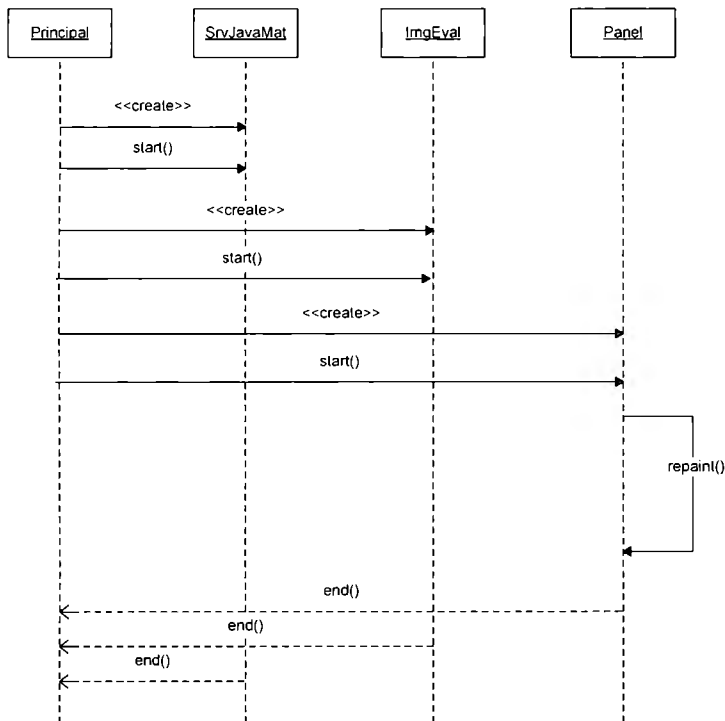 Principal
SrvJavaMat
ImgEval
Panel
<<create>>
start()
<<create>>
start()
<<create>>
start()
repaint()
end()
end()
end()